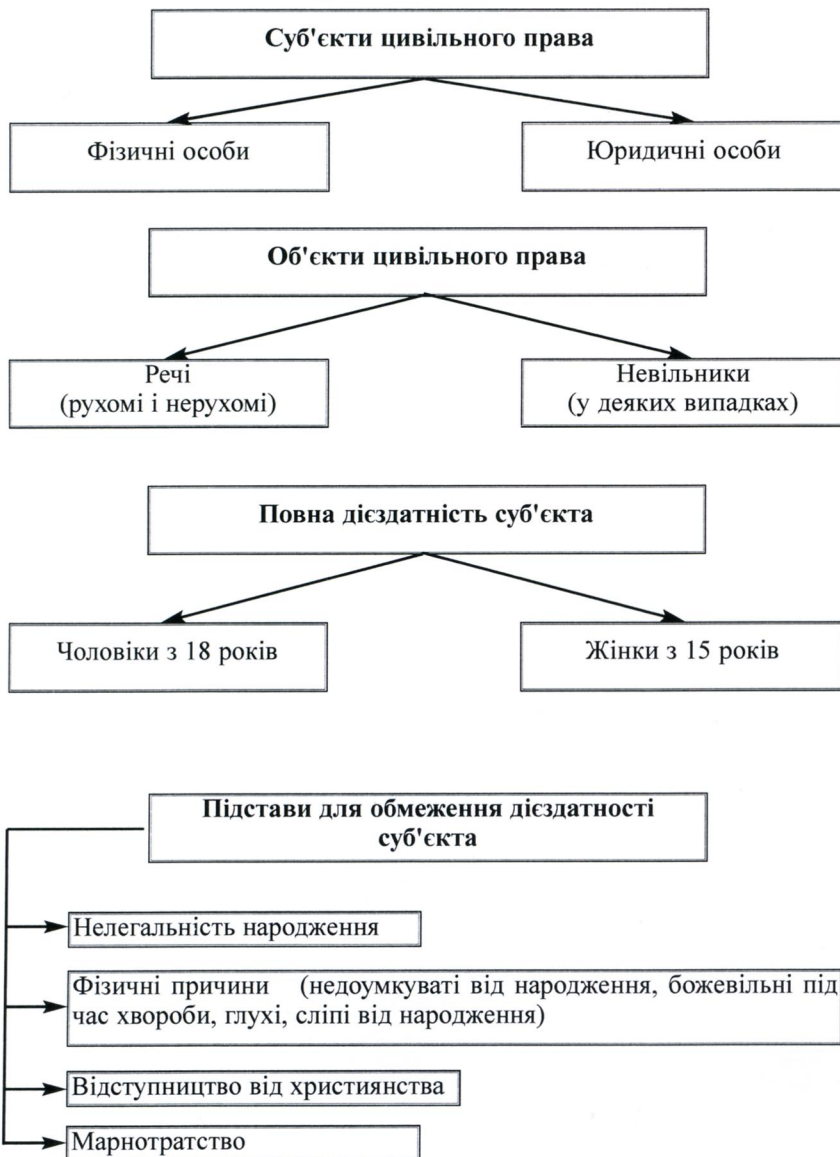 Суб'єкти цивільного права
Фізичні особи
Юридичні особи
Об'єкти цивільного права
Речі
(рухомі і нерухомі)
Невільники
(у деяких випадках)
Повна дієздатність суб'єкта
Чоловіки з 18 років
Жінки з 15 років
Підстави для обмеження дієздатності
суб'єкта
Нелегальність народження
Фізичні причини (недоумкуваті від народження, божевільні під
час хвороби, глухі, сліпі від народження)
Відступництво від християнства
Марнотратство